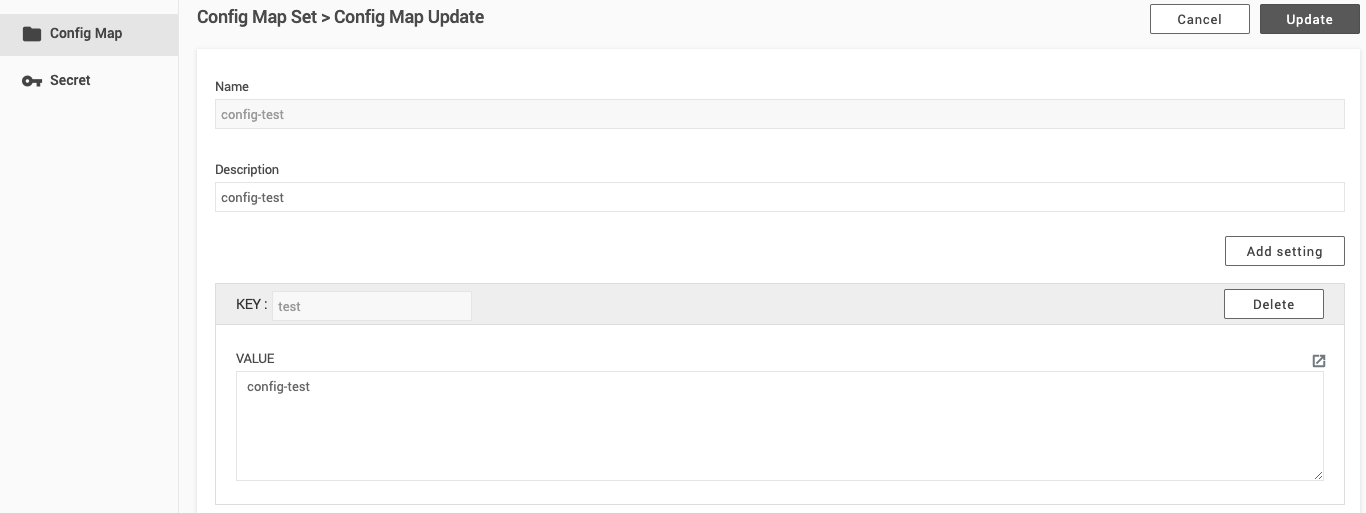 Config Map
Secret
Config Map Set > Config Map Update
Cancel
Update
Name
config-test
Description
config-test
Add setting
KEY :
test
Delete
VALUE
config-test